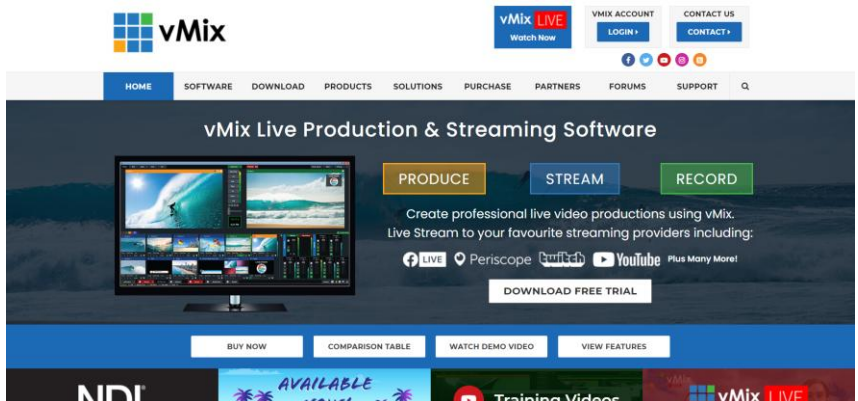 vMix
vMix LIVE
Watch Now
VMIX ACCOUNT
LOGIN
CONTACT US
CONTACT
HOME SOFTWARE DOWNLOAD PRODUCTS SOLUTIONS PURCHASE PARTNERS FORUMS SUPPORT
vMix Live Production & Streaming Software
PRODUCE STREAM RECORD
Create professional live video productions using vMix.
Live Stream to your favourite streaming providers including:
LIVE Periscope twitch YouTube Plus Many More!
DOWNLOAD FREE TRIAL
BUY NOW COMPARISON TABLE WATCH DEMO VIDEO VIEW FEATURES
NDI
AVAILABLE
Training Videos
vMix
vMix LIVE